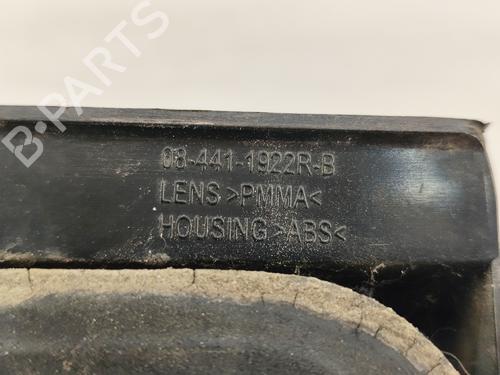 B-PARTS
08-441-1922R-B
LENS >PMMA<
HOUSING >ABS<